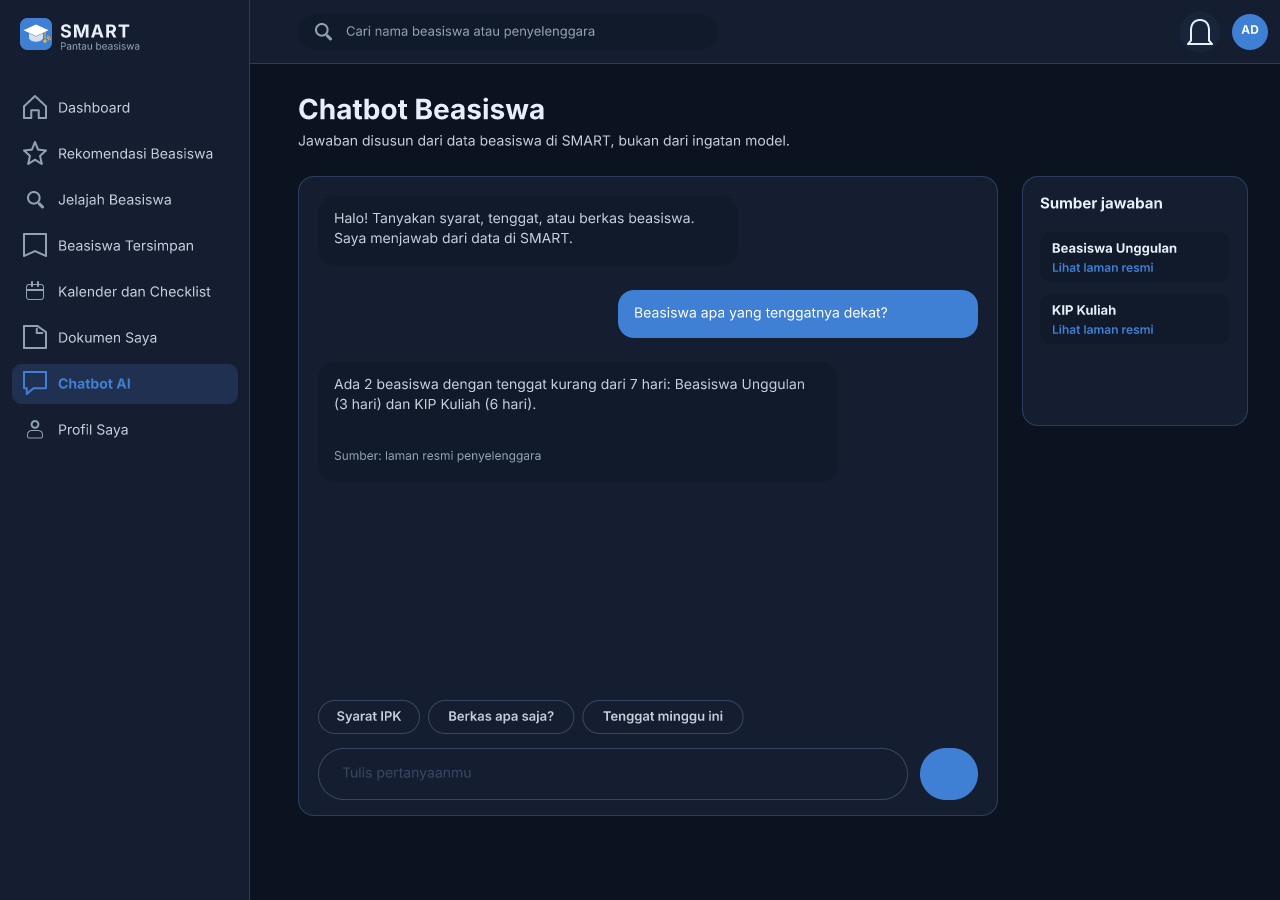 SMART
Pantau beasiswa
Cari nama beasiswa atau penyelenggara
AD
Dashboard
Rekomendasi Beasiswa
Jelajah Beasiswa
Beasiswa Tersimpan
Kalender dan Checklist
Dokumen Saya
Chatbot AI
Profil Saya
Chatbot Beasiswa
Jawaban disusun dari data beasiswa di SMART, bukan dari ingatan model.
Halo! Tanyakan syarat, tenggat, atau berkas beasiswa.
Saya menjawab dari data di SMART.
Beasiswa apa yang tenggatnya dekat?
Ada 2 beasiswa dengan tenggat kurang dari 7 hari: Beasiswa Unggulan
(3 hari) dan KIP Kuliah (6 hari).
Sumber: laman resmi penyelenggara
Syarat IPK
Berkas apa saja?
Tenggat minggu ini
Tulis pertanyaanmu
Sumber jawaban
Beasiswa Unggulan
Lihat laman resmi
KIP Kuliah
Lihat laman resmi